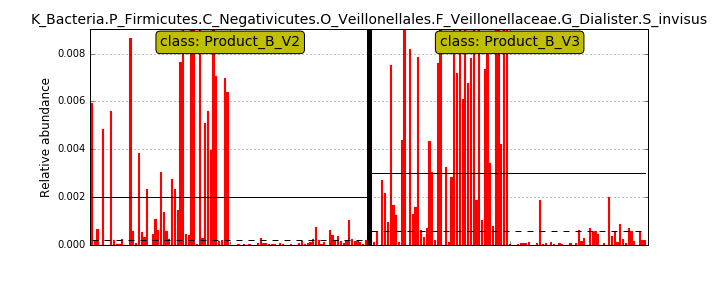 K_Bacteria.P_Firmicutes.C_Negativicutes.O_Veillonellales.F_Veillonellaceae.G_Dialister.S_invisus
class: Product_B_V2
class: Product_B_V3
0.008
0.006
0.004
0.002
0.000
Relative abundance